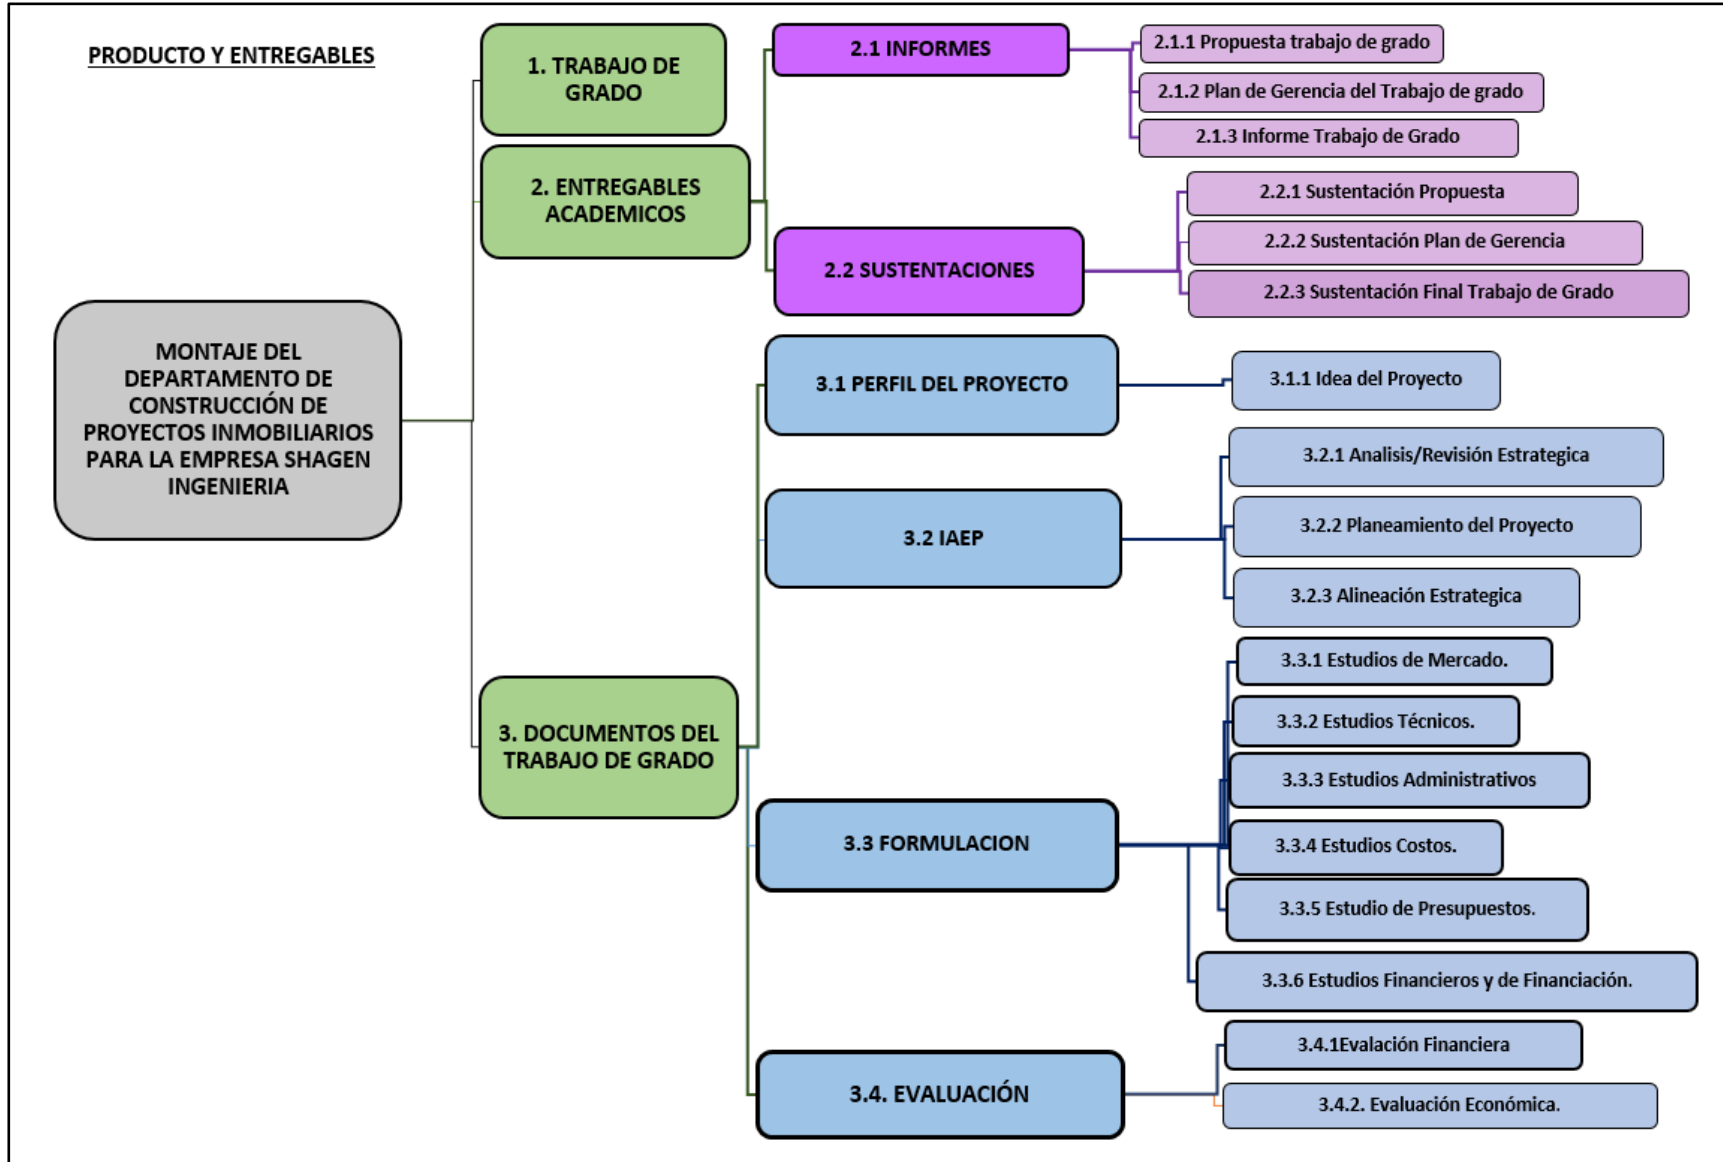 PRODUCTO Y ENTREGABLES
MONTAJE DEL
DEPARTAMENTO DE
CONSTRUCCIÓN DE
PROYECTOS INMOBILIARIOS
PARA LA EMPRESA SHAGEN
INGENIERIA
1. TRABAJO DE
GRADO
2. ENTREGABLES
ACADEMICOS
2.1 INFORMES
2.1.1 Propuesta trabajo de grado
2.1.2 Plan de Gerencia del Trabajo de grado
2.1.3 Informe Trabajo de Grado
2.2 SUSTENTACIONES
2.2.1 Sustentación Propuesta
2.2.2 Sustentación Plan de Gerencia
2.2.3 Sustentación Final Trabajo de Grado
3. DOCUMENTOS DEL
TRABAJO DE GRADO
3.1 PERFIL DEL PROYECTO
3.1.1 Idea del Proyecto
3.2 IAEP
3.2.1 Analisis/Revisión Estrategica
3.2.2 Planeamiento del Proyecto
3.2.3 Alineación Estrategica
3.3 FORMULACION
3.3.1 Estudios de Mercado.
3.3.2 Estudios Técnicos.
3.3.3 Estudios Administrativos
3.3.4 Estudios Costos.
3.3.5 Estudio de Presupuestos.
3.3.6 Estudios Financieros y de Financiación.
3.4. EVALUACIÓN
3.4.1Evalación Financiera
3.4.2. Evaluación Económica.